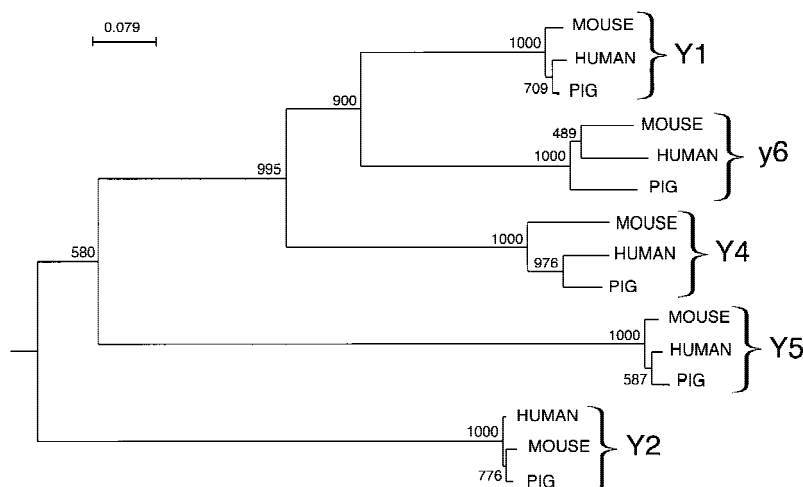 0.079
1000 MOUSE
HUMAN Y1
709 PIG
900
489 MOUSE
1000 HUMAN y6
PIG
995
MOUSE
1000 HUMAN Y4
976 PIG
580
MOUSE
1000 HUMAN Y5
587 PIG
HUMAN
1000 MOUSE Y2
776 PIG